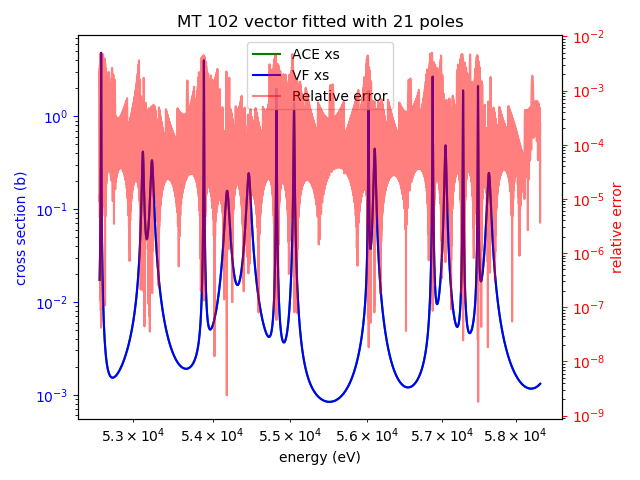 MT 102 vector fitted with 21 poles
ACE xs
VF xs
Relative error
cross section (b)
10⁰
10⁻¹
10⁻²
10⁻³
relative error
10⁻²
10⁻³
10⁻⁴
10⁻⁵
10⁻⁶
10⁻⁷
10⁻⁸
10⁻⁹
5.3 × 10⁴ 5.4 × 10⁴ 5.5 × 10⁴ 5.6 × 10⁴ 5.7 × 10⁴ 5.8 × 10⁴
energy (eV)